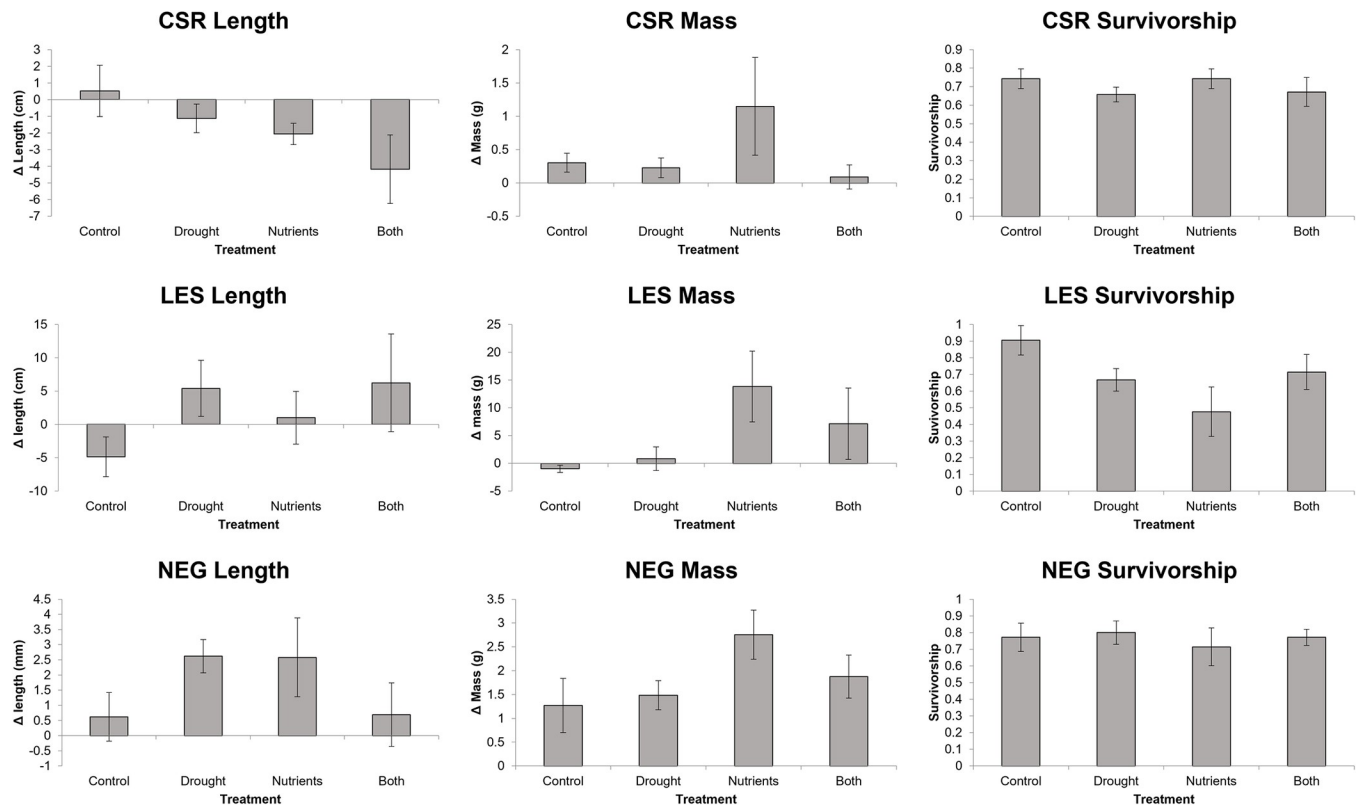 CSR Length
3
2
1
0
-1
-2
-3
-4
-5
-6
-7
Δ Length (cm)
Control Drought Nutrients Both
Treatment
CSR Mass
2
1.5
1
0.5
0
-0.5
Δ Mass (g)
Control Drought Nutrients Both
Treatment
CSR Survivorship
0.9
0.8
0.7
0.6
0.5
0.4
0.3
0.2
0.1
0
Survivorship
Control Drought Nutrients Both
Treatment
LES Length
15
10
5
0
-5
-10
Δ length (cm)
Control Drought Nutrients Both
Treatment
LES Mass
25
20
15
10
5
0
-5
Δ mass (g)
Control Drought Nutrients Both
Treatment
LES Survivorship
1
0.9
0.8
0.7
0.6
0.5
0.4
0.3
0.2
0.1
0
Suvivorship
Control Drought Nutrients Both
Treatment
NEG Length
4.5
4
3.5
3
2.5
2
1.5
1
0.5
0
-0.5
-1
Δ length (mm)
Control Drought Nutrients Both
Treatment
NEG Mass
3.5
3
2.5
2
1.5
1
0.5
0
Δ Mass (g)
Control Drought Nutrients Both
Treatment
NEG Survivorship
1
0.9
0.8
0.7
0.6
0.5
0.4
0.3
0.2
0.1
0
Survivorship
Control Drought Nutrients Both
Treatment